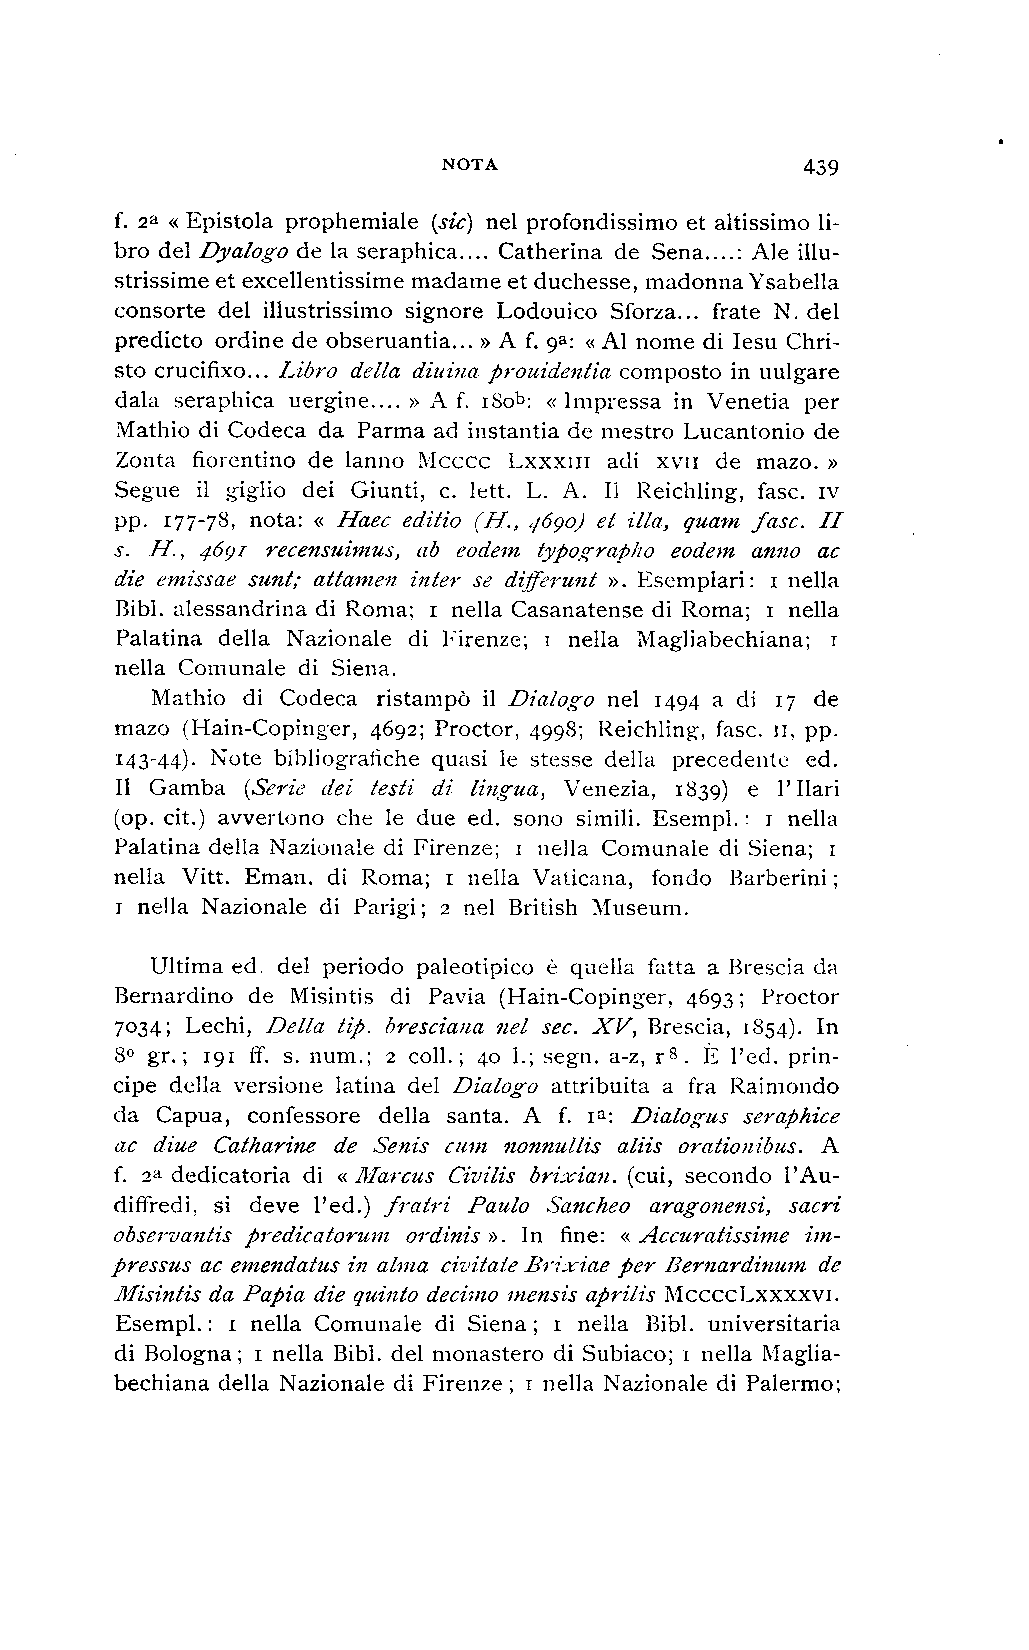 NOTA 439
f. 2ª « Epistola prophemiale (sic) nel profondissimo et altissimo li-
bro del Dyalogo de la seraphica.... Catherina de Sena....: Ale illu-
strissime et excellentissime madame et duchesse, madonna Ysabella
consorte del illustrissimo signore Lodouico Sforza... frate N. del
predicto ordine de obseruantia... » A f. 9ª: « Al nome di Iesu Chri-
sto crucifixo... Libro della diuina prouidentia composto in uulgare
dala seraphica uergine.... » A f. 180ᵇ: « Impressa in Venetia per
Mathio di Codeca da Parma ad instantia de mestro Lucantonio de
Zonta fiorentino de lanno Mcccc Lxxxiii adi xvii de mazo. »
Segue il giglio dei Giunti, c. lett. L. A. Il Reichling, fasc. iv
pp. 177-78, nota: « Haec editio (H., 4690) et illa, quam fasc. II
s. H., 4691 recensuimus, ab eodem typographo eodem anno ac
die emissae sunt; attamen inter se differunt ». Esemplari: 1 nella
Bibl. alessandrina di Roma; 1 nella Casanatense di Roma; 1 nella
Palatina della Nazionale di Firenze; 1 nella Magliabechiana; 1
nella Comunale di Siena.
Mathio di Codeca ristampò il Dialogo nel 1494 a di 17 de
mazo (Hain-Copinger, 4692; Proctor, 4998; Reichling, fasc. ii, pp.
143-44). Note bibliografiche quasi le stesse della precedente ed.
Il Gamba (Serie dei testi di lingua, Venezia, 1839) e l'Ilari
(op. cit.) avvertono che le due ed. sono simili. Esempl.: 1 nella
Palatina della Nazionale di Firenze; 1 nella Comunale di Siena; 1
nella Vitt. Eman. di Roma; 1 nella Vaticana, fondo Barberini;
1 nella Nazionale di Parigi; 2 nel British Museum.
Ultima ed. del periodo paleotipico è quella fatta a Brescia da
Bernardino de Misintis di Pavia (Hain-Copinger, 4693; Proctor
7034; Lechi, Della tip. bresciana nel sec. XV, Brescia, 1854). In
8º gr.; 191 ff. s. num.; 2 coll.; 40 l.; segn. a-z, r⁸. È l'ed. prin-
cipe della versione latina del Dialogo attribuita a fra Raimondo
da Capua, confessore della santa. A f. 1ª: Dialogus seraphice
ac diue Catharine de Senis cum nonnullis aliis orationibus. A
f. 2ª dedicatoria di « Marcus Civilis brixian. (cui, secondo l'Au-
diffredi, si deve l'ed.) fratri Paulo Sancheo aragonensi, sacri
observantis predicatorum ordinis ». In fine: « Accuratissime im-
pressus ac emendatus in alma civitate Brixiae per Bernardinum de
Misintis da Papia die quinto decimo mensis aprilis MccccLxxxxvi.
Esempl.: 1 nella Comunale di Siena; 1 nella Bibl. universitaria
di Bologna; 1 nella Bibl. del monastero di Subiaco; 1 nella Maglia-
bechiana della Nazionale di Firenze; 1 nella Nazionale di Palermo;